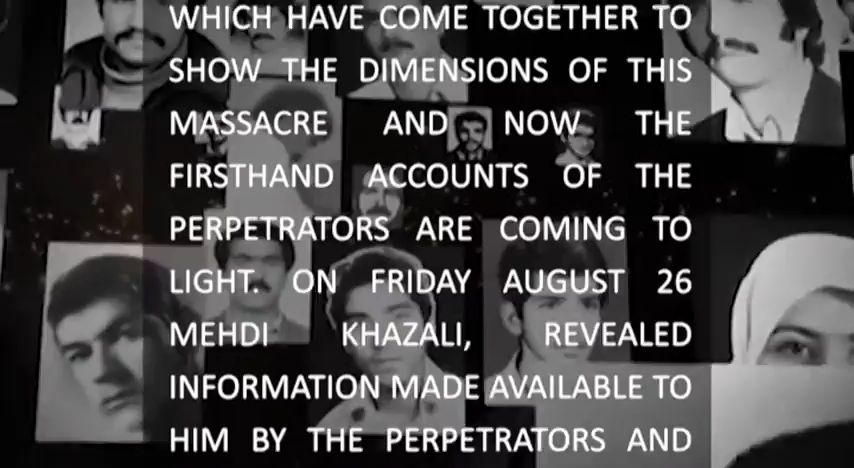 WHICH HAVE COME TOGETHER TO
SHOW THE DIMENSIONS OF THIS
MASSACRE AND NOW THE
FIRSTHAND ACCOUNTS OF THE
PERPETRATORS ARE COMING TO
LIGHT. ON FRIDAY AUGUST 26
MEHDI KHAZALI, REVEALED
INFORMATION MADE AVAILABLE TO
HIM BY THE PERPETRATORS AND